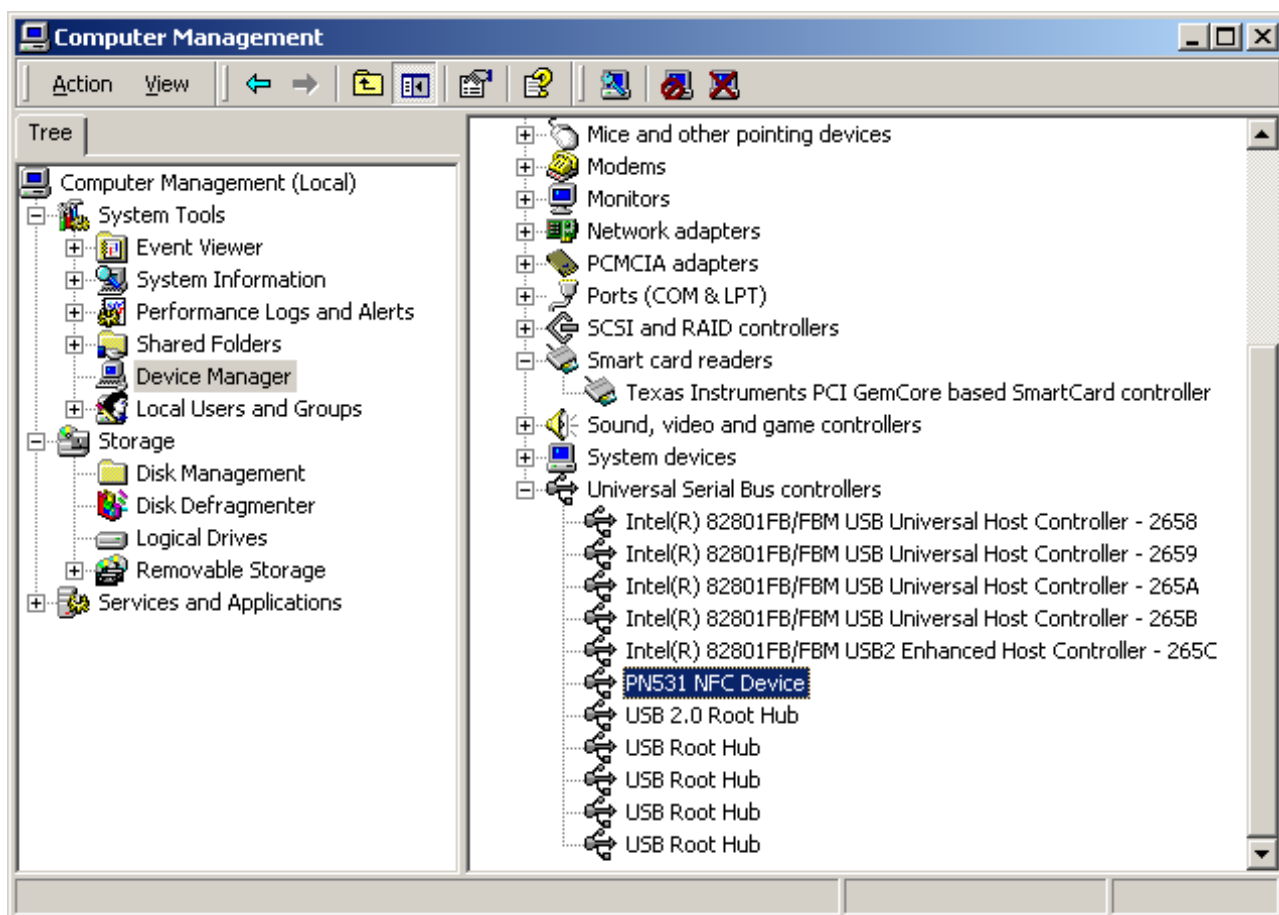 Computer Management
Action View
Tree
Computer Management (Local)
System Tools
Event Viewer
System Information
Performance Logs and Alerts
Shared Folders
Device Manager
Local Users and Groups
Storage
Disk Management
Disk Defragmenter
Logical Drives
Removable Storage
Services and Applications
Mice and other pointing devices
Modems
Monitors
Network adapters
PCMCIA adapters
Ports (COM & LPT)
SCSI and RAID controllers
Smart card readers
Texas Instruments PCI GemCore based SmartCard controller
Sound, video and game controllers
System devices
Universal Serial Bus controllers
Intel(R) 82801FB/FBM USB Universal Host Controller - 2658
Intel(R) 82801FB/FBM USB Universal Host Controller - 2659
Intel(R) 82801FB/FBM USB Universal Host Controller - 265A
Intel(R) 82801FB/FBM USB Universal Host Controller - 265B
Intel(R) 82801FB/FBM USB2 Enhanced Host Controller - 265C
PN531 NFC Device
USB 2.0 Root Hub
USB Root Hub
USB Root Hub
USB Root Hub
USB Root Hub